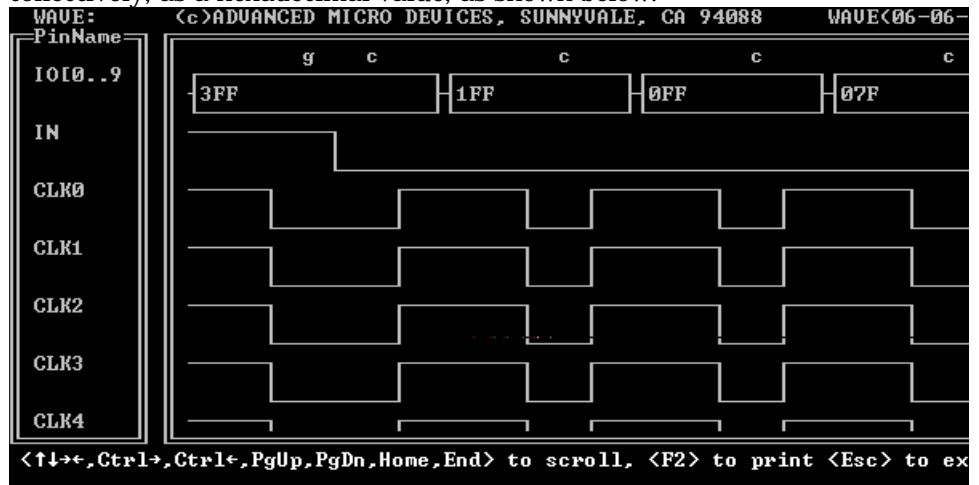 WAVE: (c)ADVANCED MICRO DEVICES, SUNNYVALE, CA 94088 WAVE(06-06-
PinName
g c c c c
IO[0..9 3FF 1FF 0FF 07F
IN
CLK0
CLK1
CLK2
CLK3
CLK4
<↑↓→←,Ctrl→,Ctrl←,PgUp,PgDn,Home,End> to scroll, <F2> to print <Esc> to ex